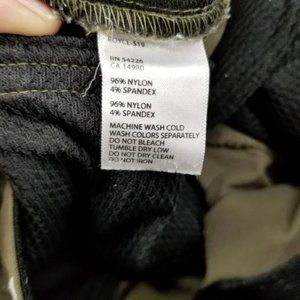 RN 54226
CA 14980
96% NYLON
4% SPANDEX
96% NYLON
4% SPANDEX
MACHINE WASH COLD
WASH COLORS SEPARATELY
DO NOT BLEACH
TUMBLE DRY LOW
DO NOT DRY CLEAN
DO NOT IRON